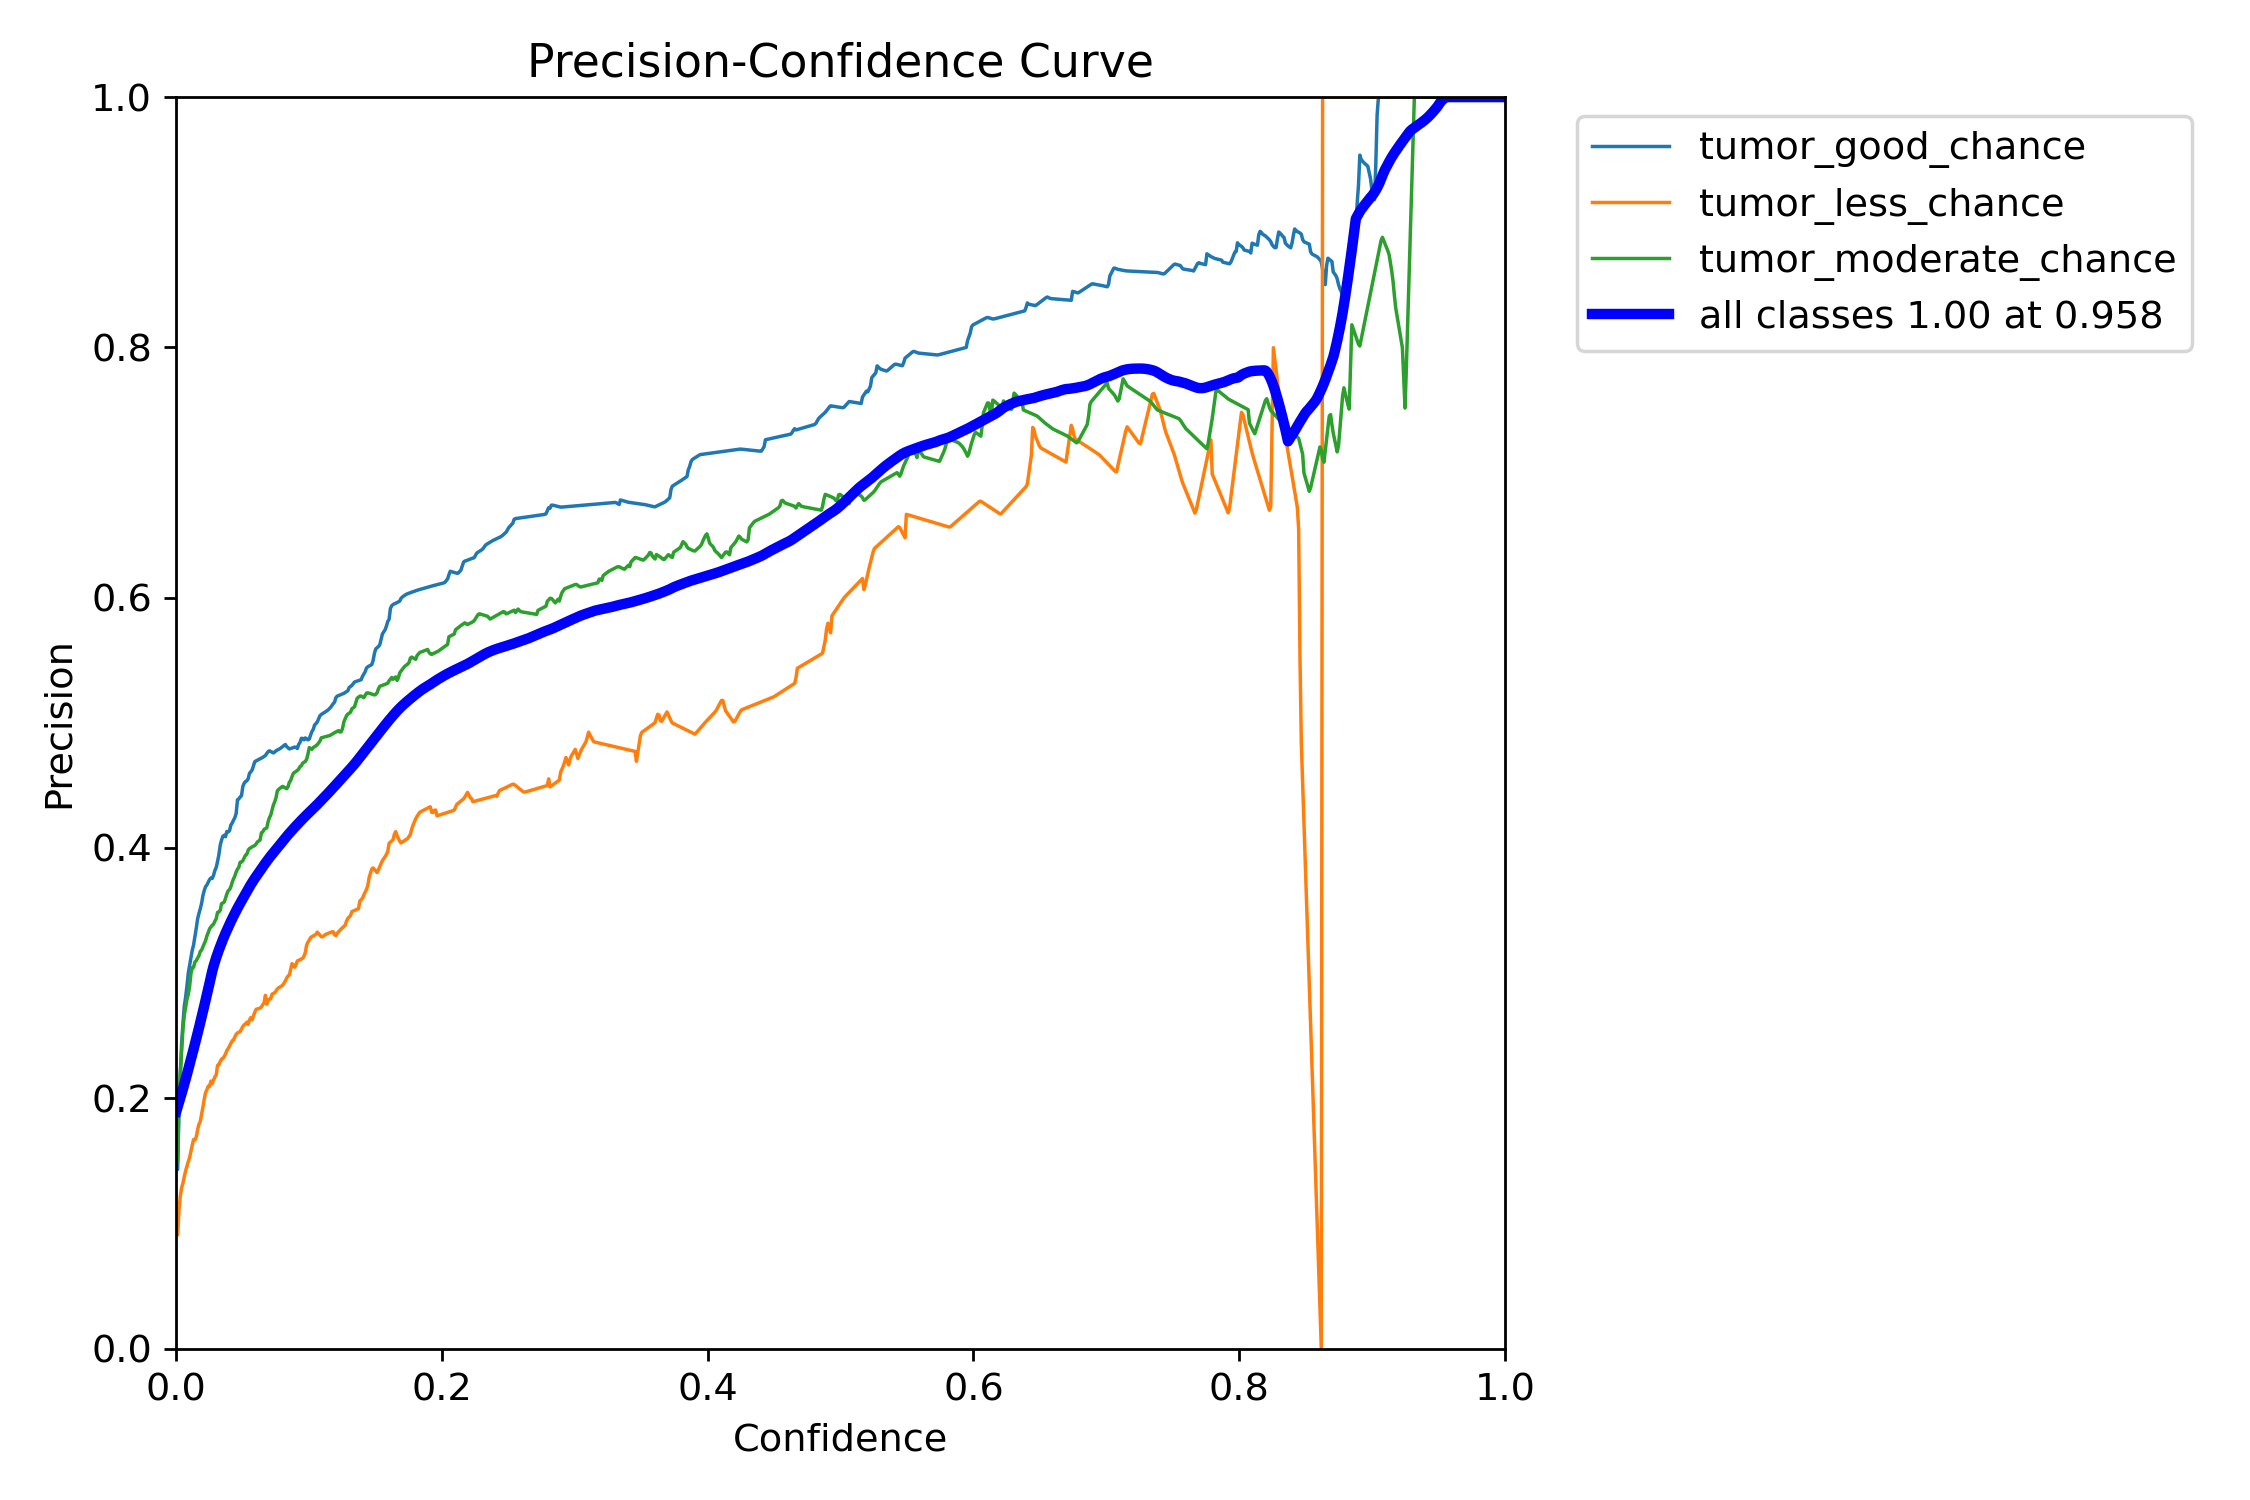 Precision-Confidence Curve
1.0
0.8
0.6
0.4
0.2
0.0
Precision
0.0 0.2 0.4 0.6 0.8 1.0
Confidence
tumor_good_chance
tumor_less_chance
tumor_moderate_chance
all classes 1.00 at 0.958